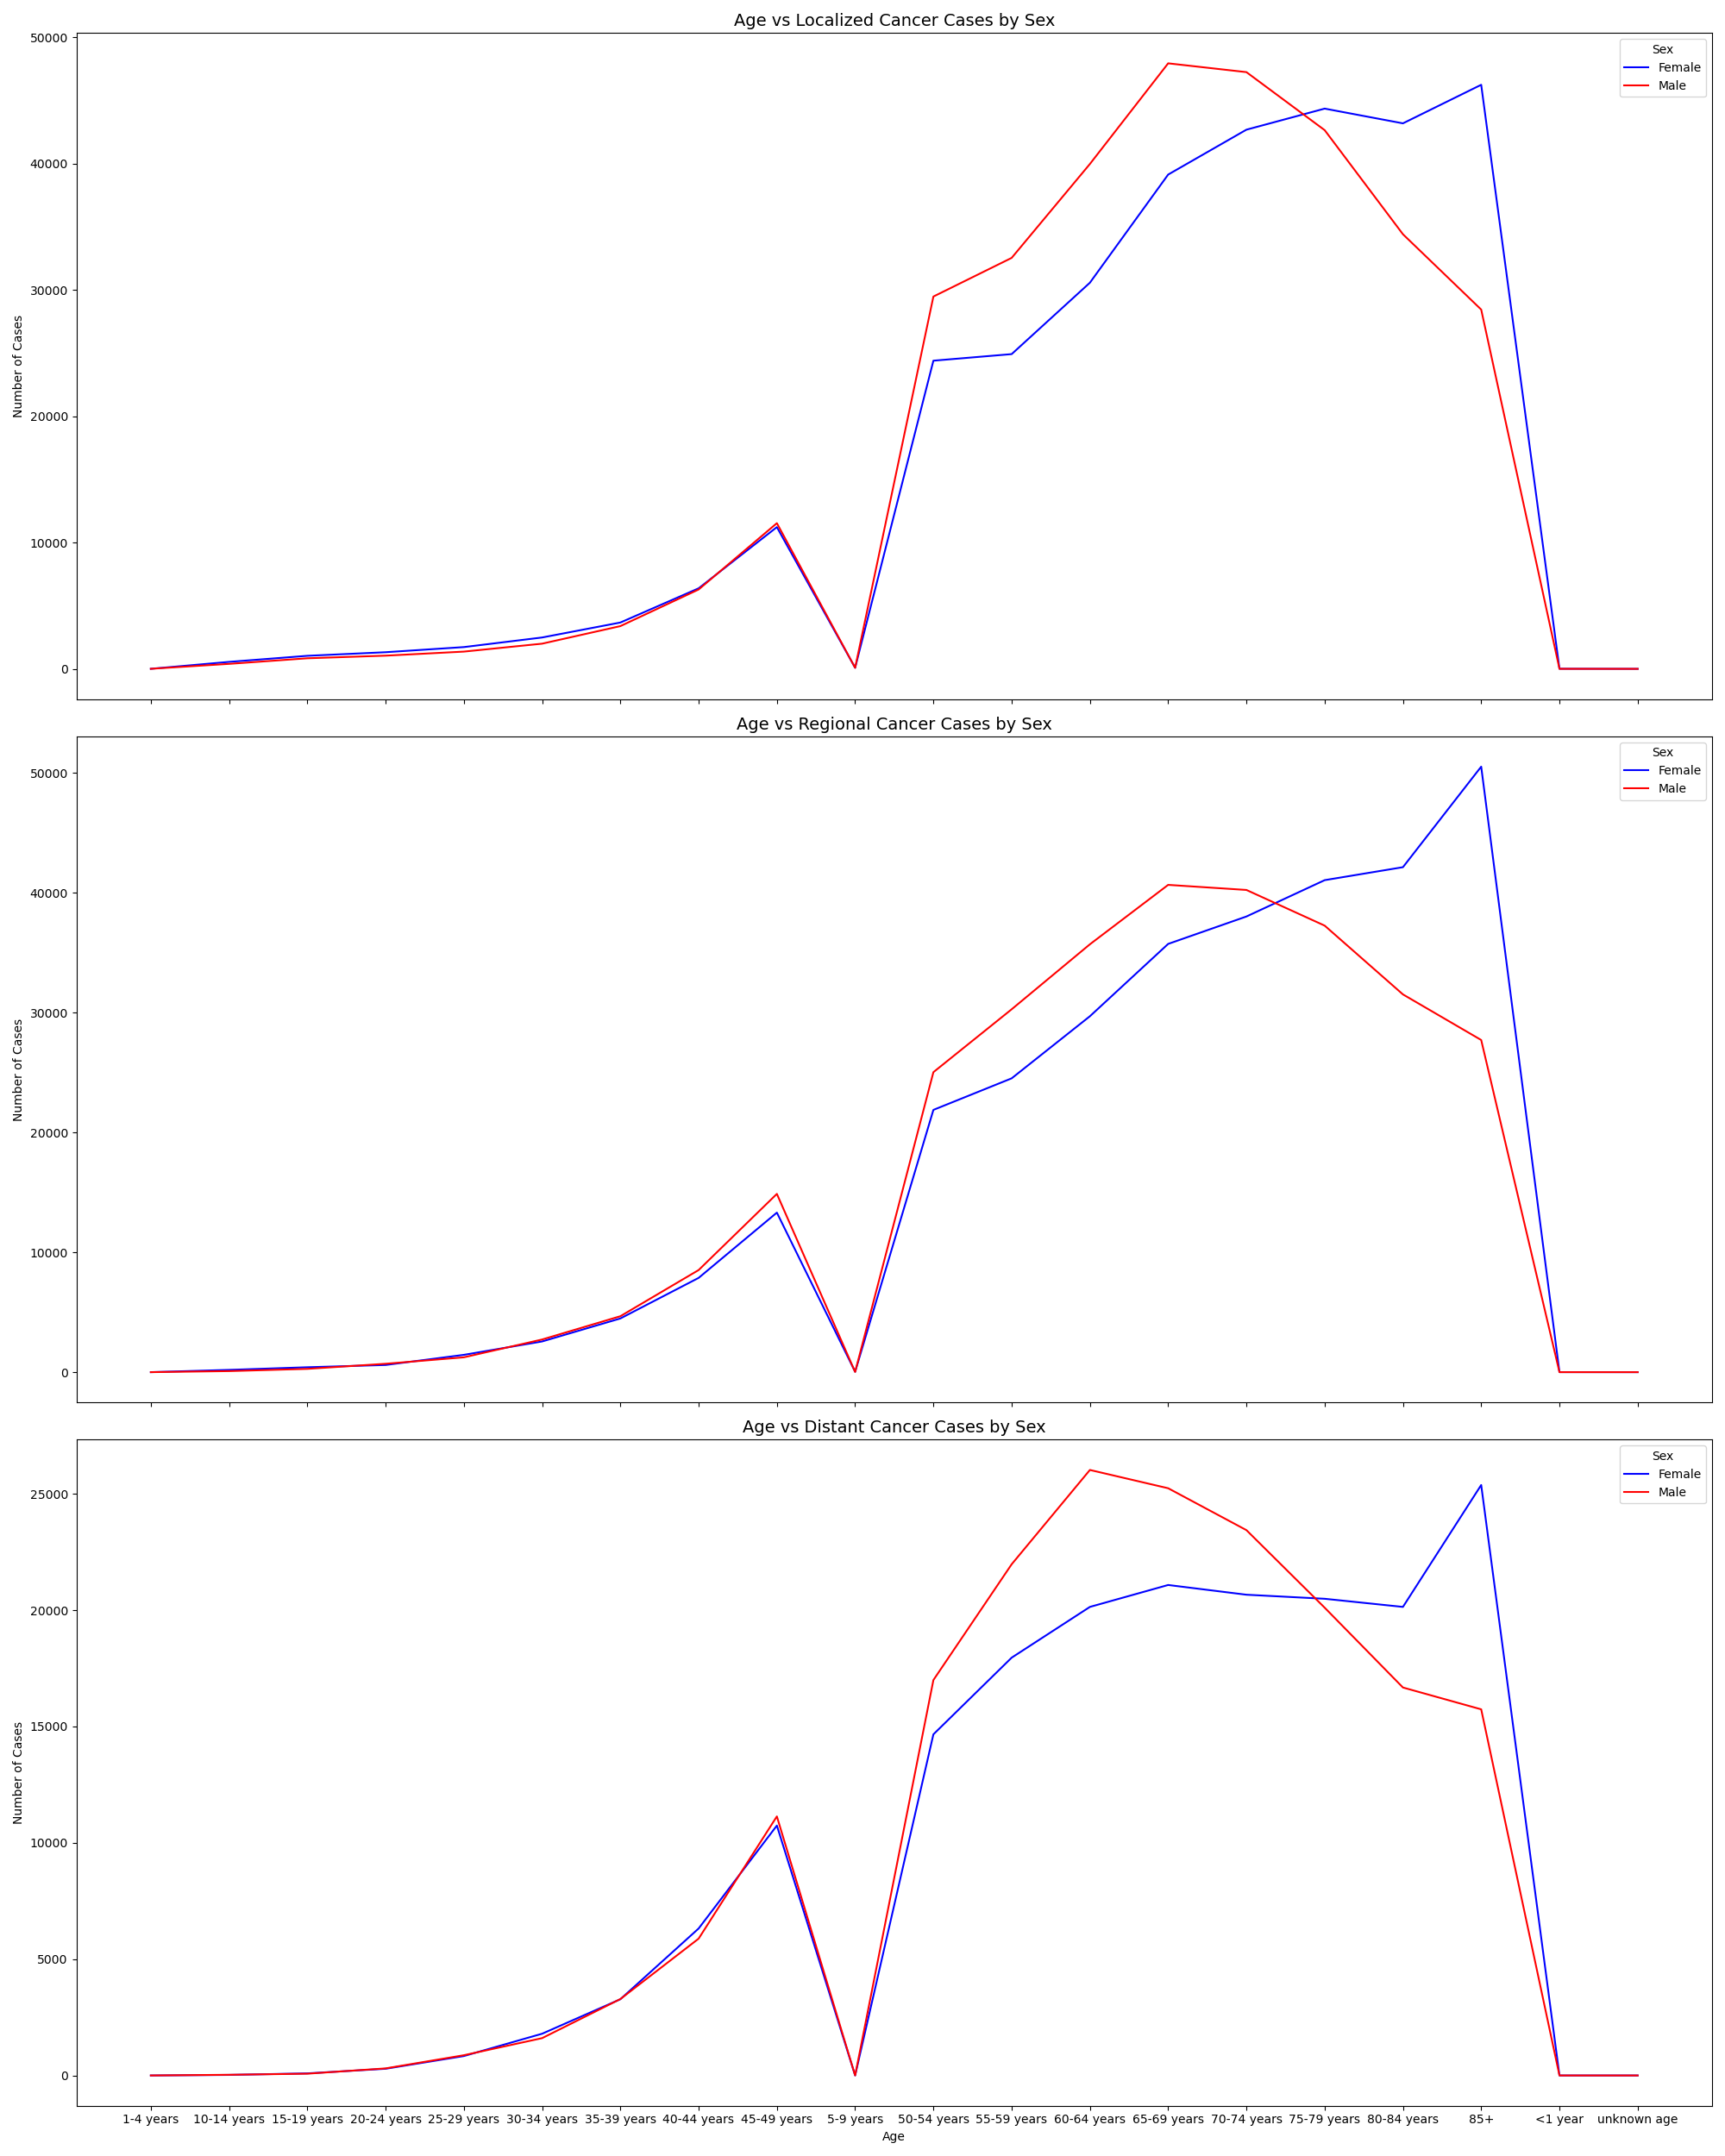 Age vs Localized Cancer Cases by Sex
50000
40000
30000
20000
10000
0
Number of Cases
Sex
Female
Male
Age vs Regional Cancer Cases by Sex
50000
40000
30000
20000
10000
0
Number of Cases
Sex
Female
Male
Age vs Distant Cancer Cases by Sex
25000
20000
15000
10000
5000
0
Number of Cases
Sex
Female
Male
1-4 years 10-14 years 15-19 years 20-24 years 25-29 years 30-34 years 35-39 years 40-44 years 45-49 years 5-9 years 50-54 years 55-59 years 60-64 years 65-69 years 70-74 years 75-79 years 80-84 years 85+ <1 year unknown age
Age